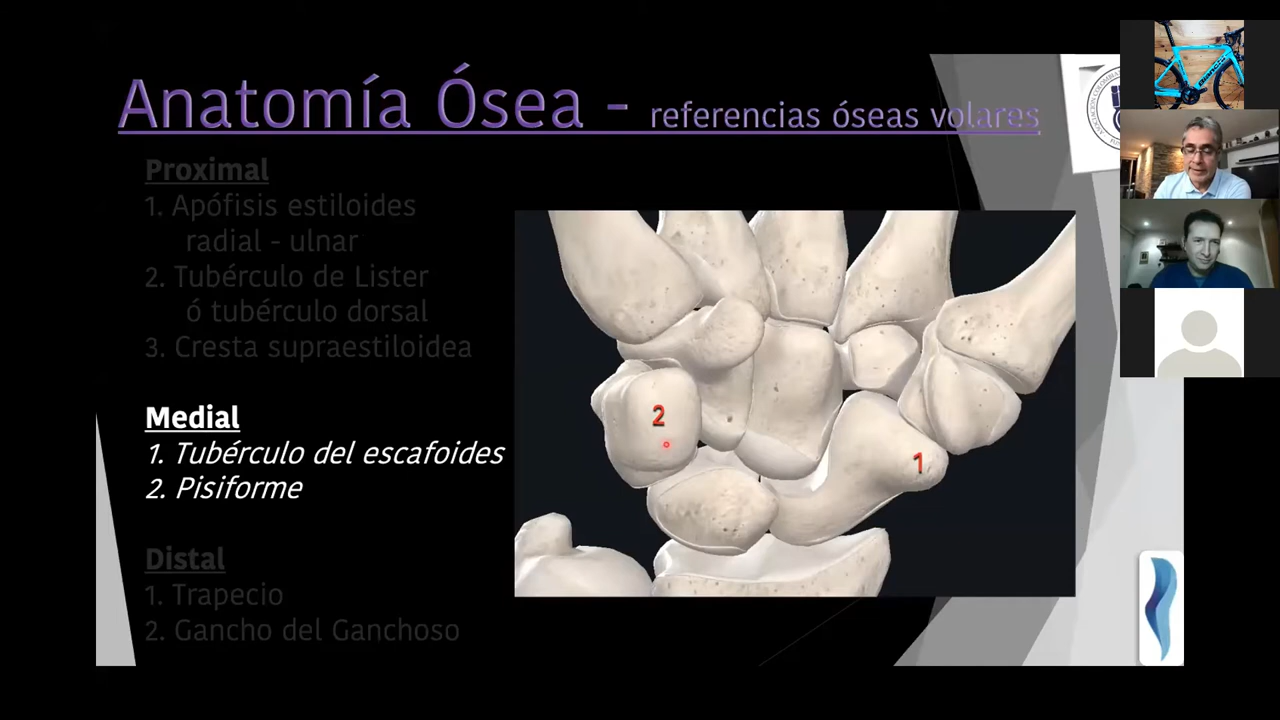 Anatomía Ósea - referencias óseas volares
Proximal
1. Apófisis estiloides
radial - ulnar
2. Tubérculo de Lister
ó tubérculo dorsal
3. Cresta supraestiloidea
Medial
1. Tubérculo del escafoides
2. Pisiforme
Distal
1. Trapecio
2. Gancho del Ganchoso
2
1